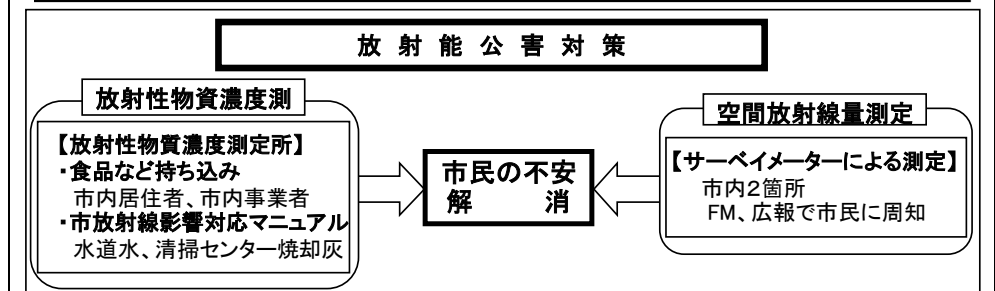 放射能公害対策
放射性物資濃度測
【放射性物質濃度測定所】
・食品など持ち込み
市内居住者、市内事業者
・市放射線影響対応マニュアル
水道水、清掃センター焼却灰
市民の不安
解　　消
空間放射線量測定
【サーベイメーターによる測定】
市内2箇所
FM、広報で市民に周知